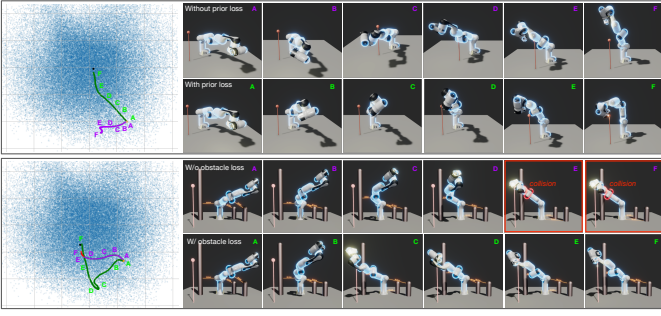 Without prior loss A B C D E F
With prior loss A B C D E F
A
E D B A
F
W/o obstacle loss A B C D E F
collision collision
W/ obstacle loss A B C D E F